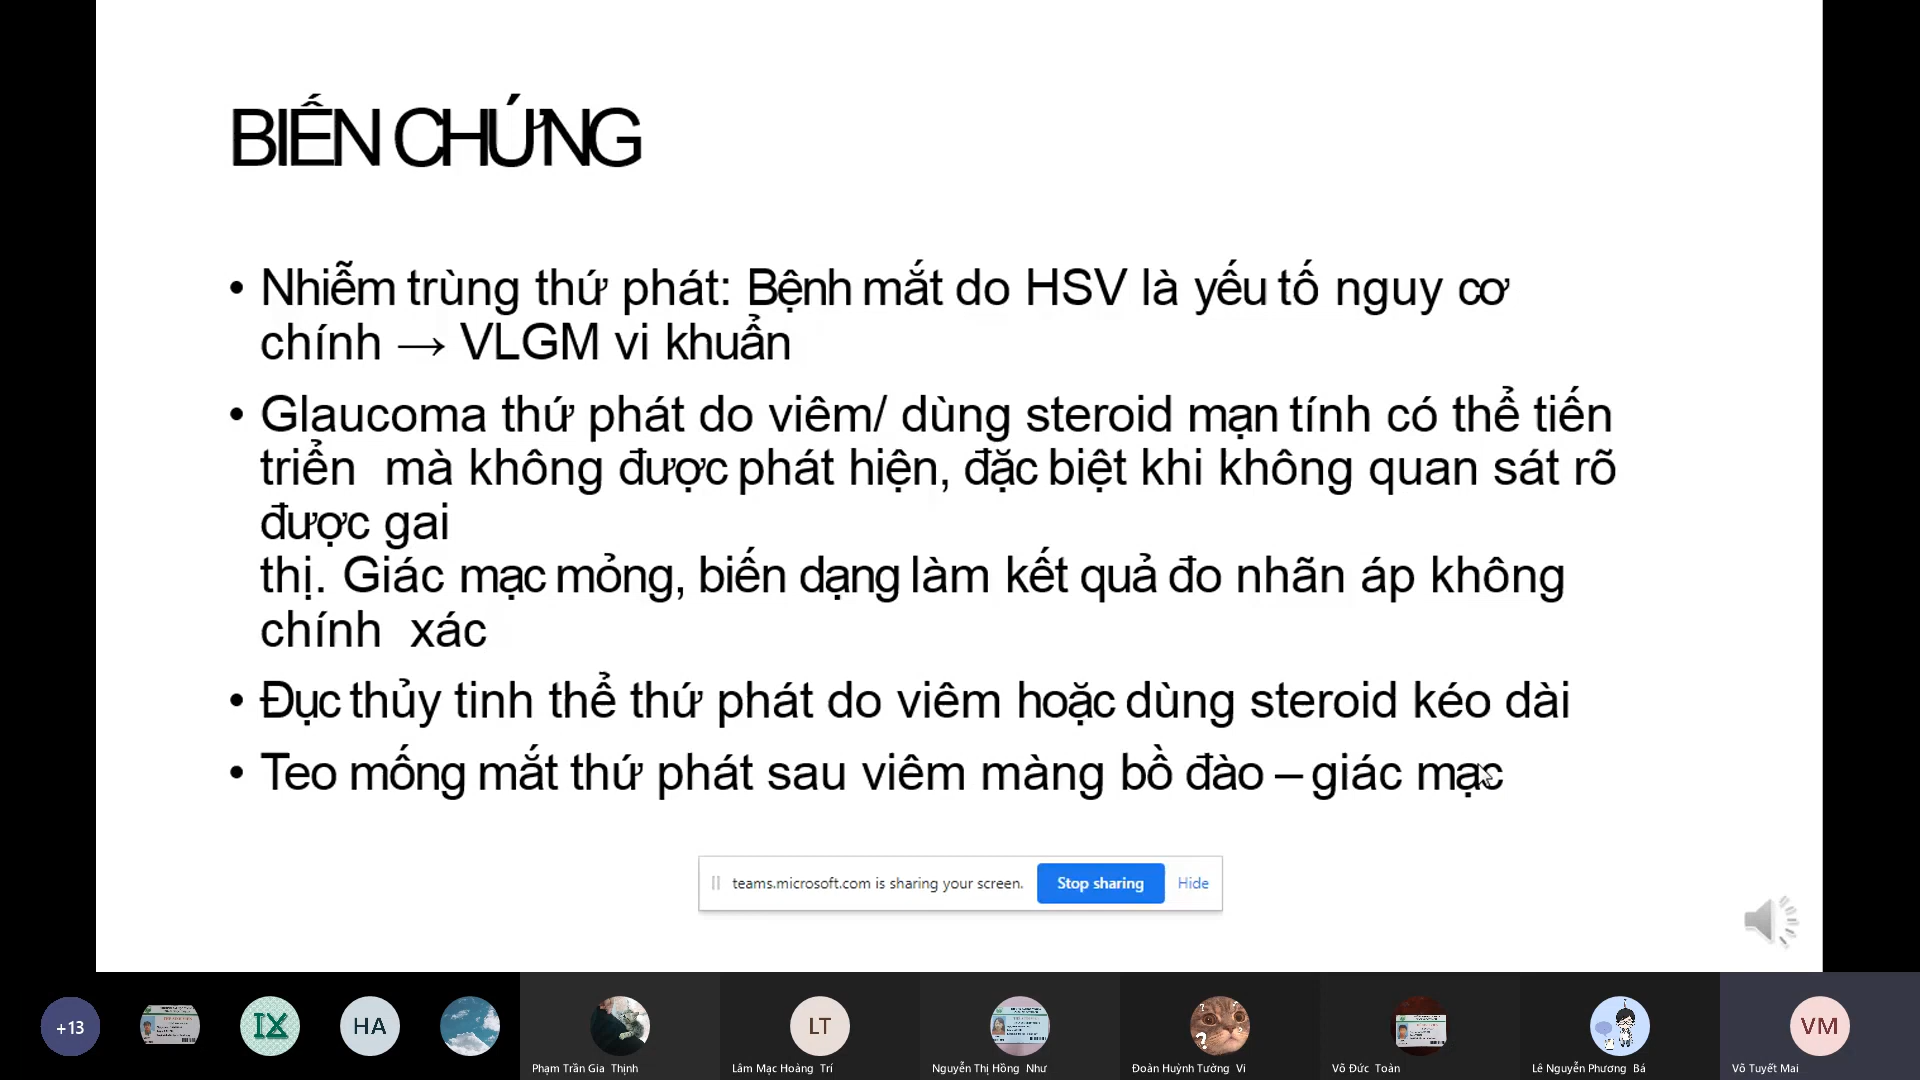 BIẾN CHỨNG
• Nhiễm trùng thứ phát: Bệnh mắt do HSV là yếu tố nguy cơ
chính → VLGM vi khuẩn
• Glaucoma thứ phát do viêm/ dùng steroid mạn tính có thể tiến
triển mà không được phát hiện, đặc biệt khi không quan sát rõ
được gai
thị. Giác mạc mỏng, biến dạng làm kết quả đo nhãn áp không
chính xác
• Đục thủy tinh thể thứ phát do viêm hoặc dùng steroid kéo dài
• Teo mống mắt thứ phát sau viêm màng bồ đào – giác mạc
teams.microsoft.com is sharing your screen. Stop sharing Hide
+13 IX HA LT VM
Phạm Trần Gia Thịnh Lâm Mạc Hoàng Trí Nguyễn Thị Hồng Như Đoàn Huỳnh Tường Vi Võ Đức Toàn Lê Nguyễn Phương Bá Võ Tuyết Mai